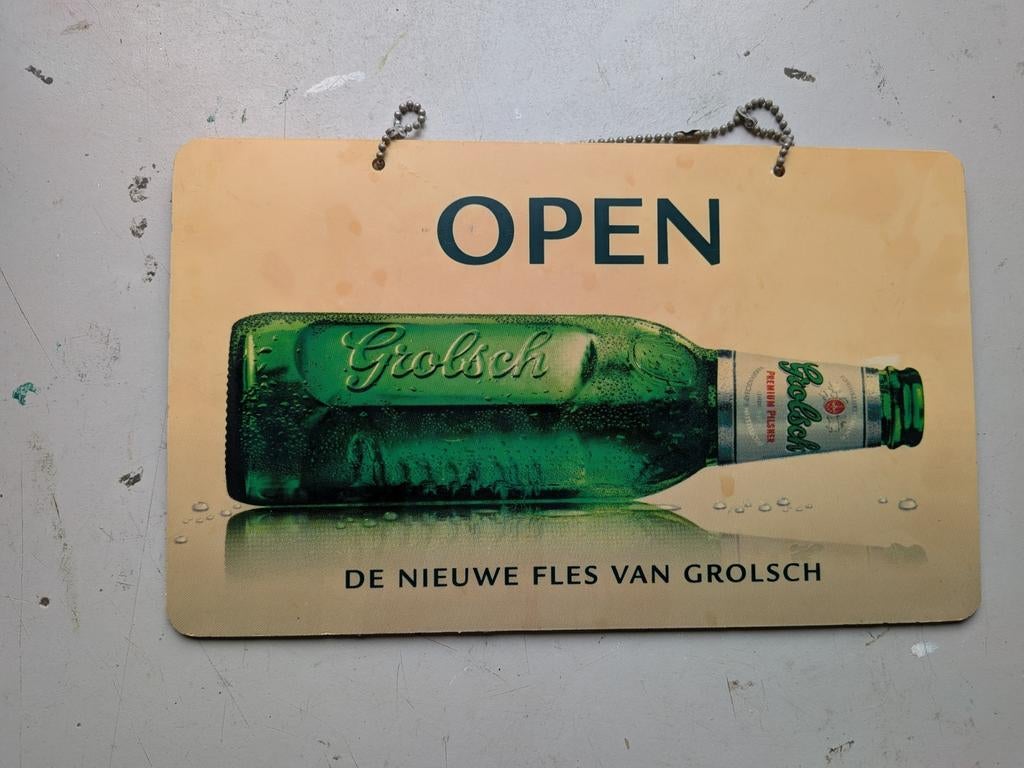 OPEN
Grolsch
Grolsch
PREMIUM PILSNER
DE NIEUWE FLES VAN GROLSCH